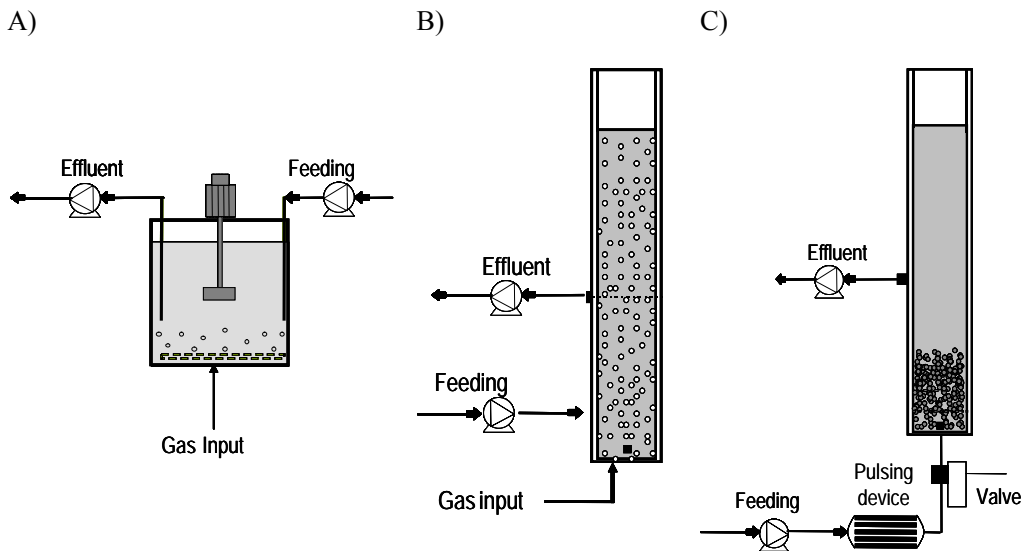 A)
B)
C)
Effluent
Feeding
Gas Input
Effluent
Feeding
Gas input
Effluent
Pulsing
device
Valve
Feeding